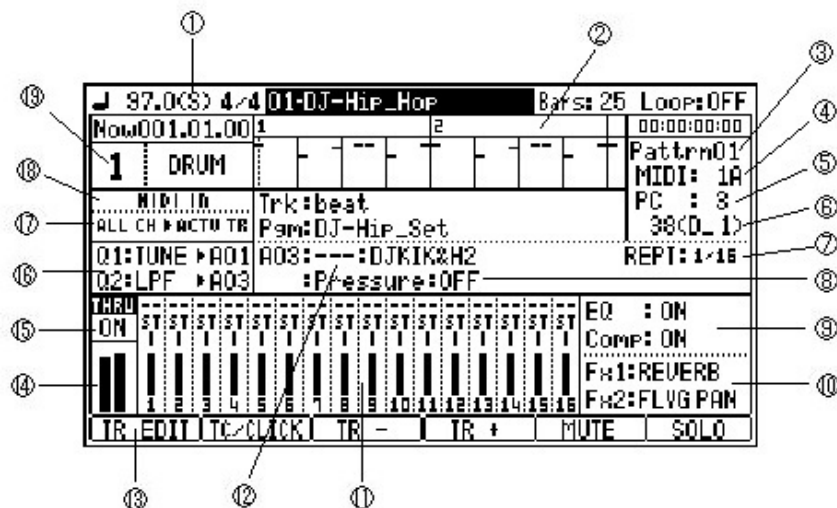 ① ② ③ ④ ⑤ ⑥ ⑦ ⑧ ⑨ ⑩ ⑪ ⑫ ⑬ ⑭ ⑮ ⑯ ⑰ ⑱ ⑲
♩ 97.0(S) 4/4 01-DJ-Hip_Hop Bars: 25 Loop:OFF
Now001.01.00 1 2 00:00:00:00
1 DRUM Pattrn01
MIDI: 1A
MIDI IN Trk:beat PC : 3
ALL CH ▶ ACTV TR Pgm:DJ-Hip_Set 38(D_1)
Q1:TUNE ▶A01 A03:---:DJKIK&H2 REPT:1/16
Q2:LPF ▶A03 :Pressure:OFF
THRU ST ST ST ST ST ST ST ST ST ST ST ST ST ST ST ST EQ : ON
ON Comp: ON
Fx1:REVERB
1 2 3 4 5 6 7 8 9 10 11 12 13 14 15 16 Fx2:FLYG PAN
TR EDIT TC/CLICK TR - TR + MUTE SOLO